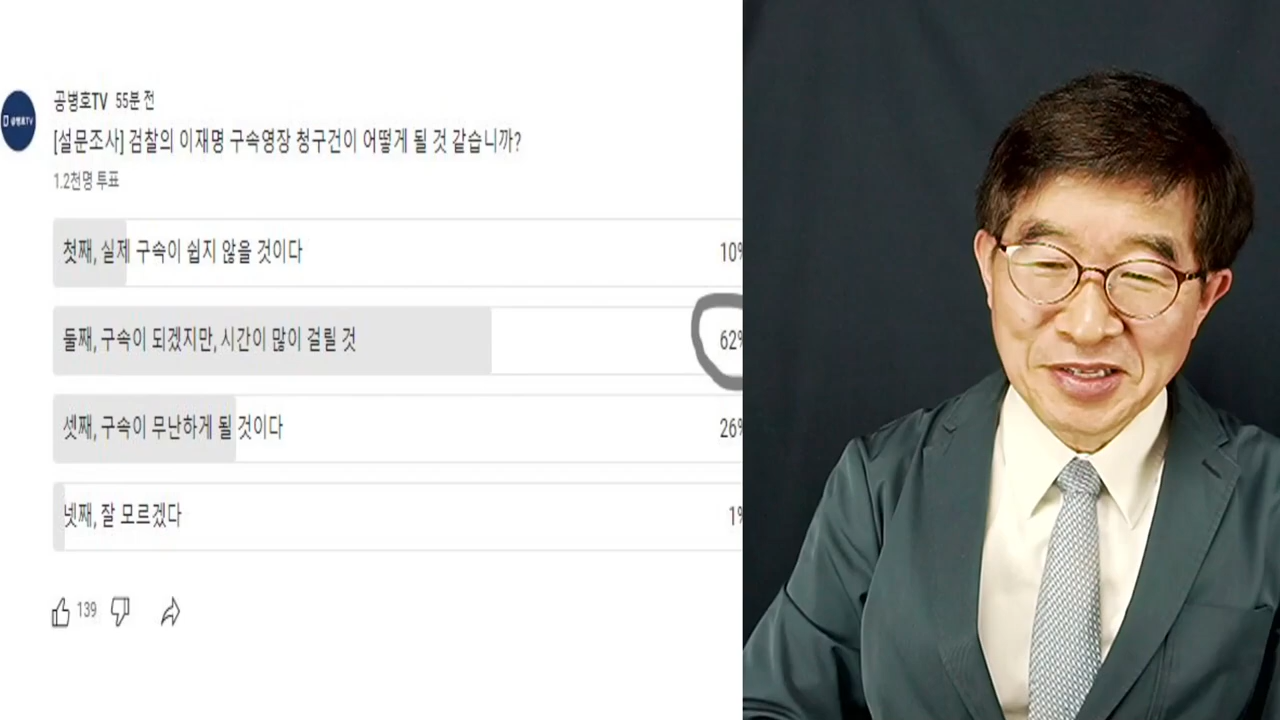 공병호TV
공병호TV 55분 전
[설문조사] 검찰의 이재명 구속영장 청구건이 어떻게 될 것 같습니까?
1.2천명 투표
첫째, 실제 구속이 쉽지 않을 것이다 10%
둘째, 구속이 되겠지만, 시간이 많이 걸릴 것 62%
셋째, 구속이 무난하게 될 것이다 26%
넷째, 잘 모르겠다 1%
139